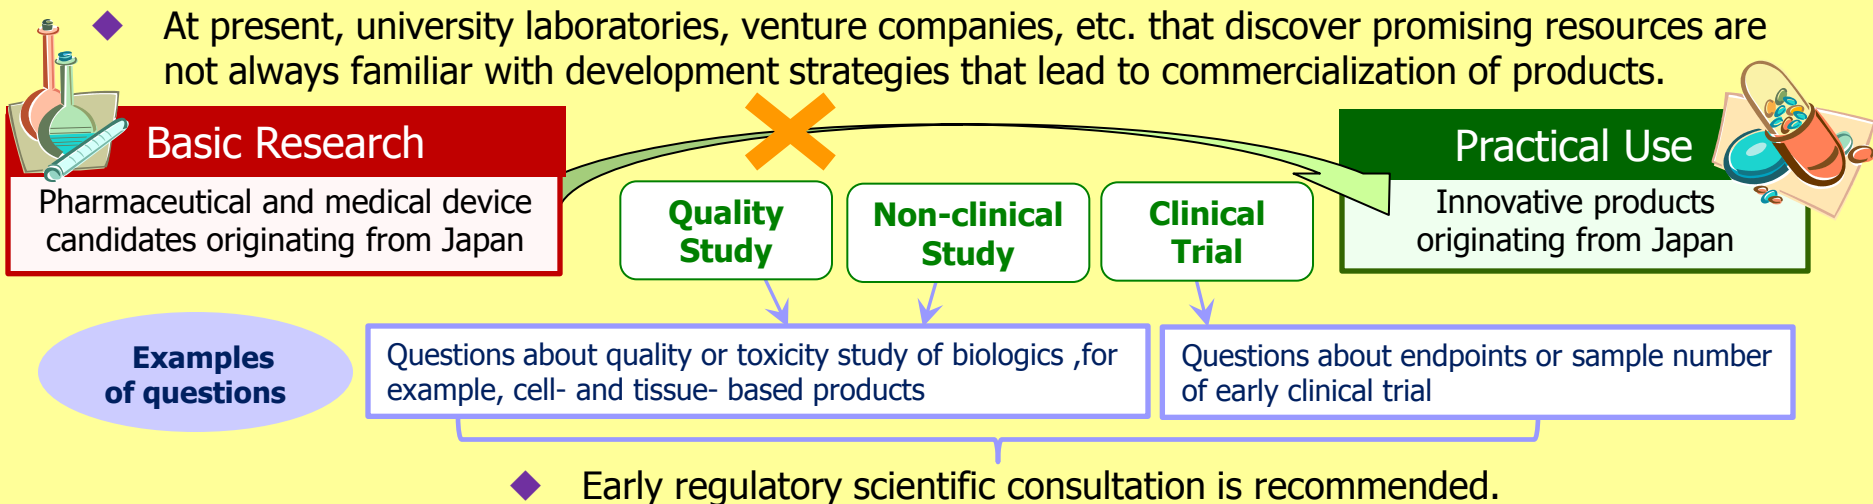 At present, university laboratories, venture companies, etc. that discover promising resources are
not always familiar with development strategies that lead to commercialization of products.
Basic Research
Pharmaceutical and medical device
candidates originating from Japan
Quality
Study
Non-clinical
Study
Clinical
Trial
Practical Use
Innovative products
originating from Japan
Examples
of questions
Questions about quality or toxicity study of biologics ,for
example, cell- and tissue- based products
Questions about endpoints or sample number
of early clinical trial
Early regulatory scientific consultation is recommended.